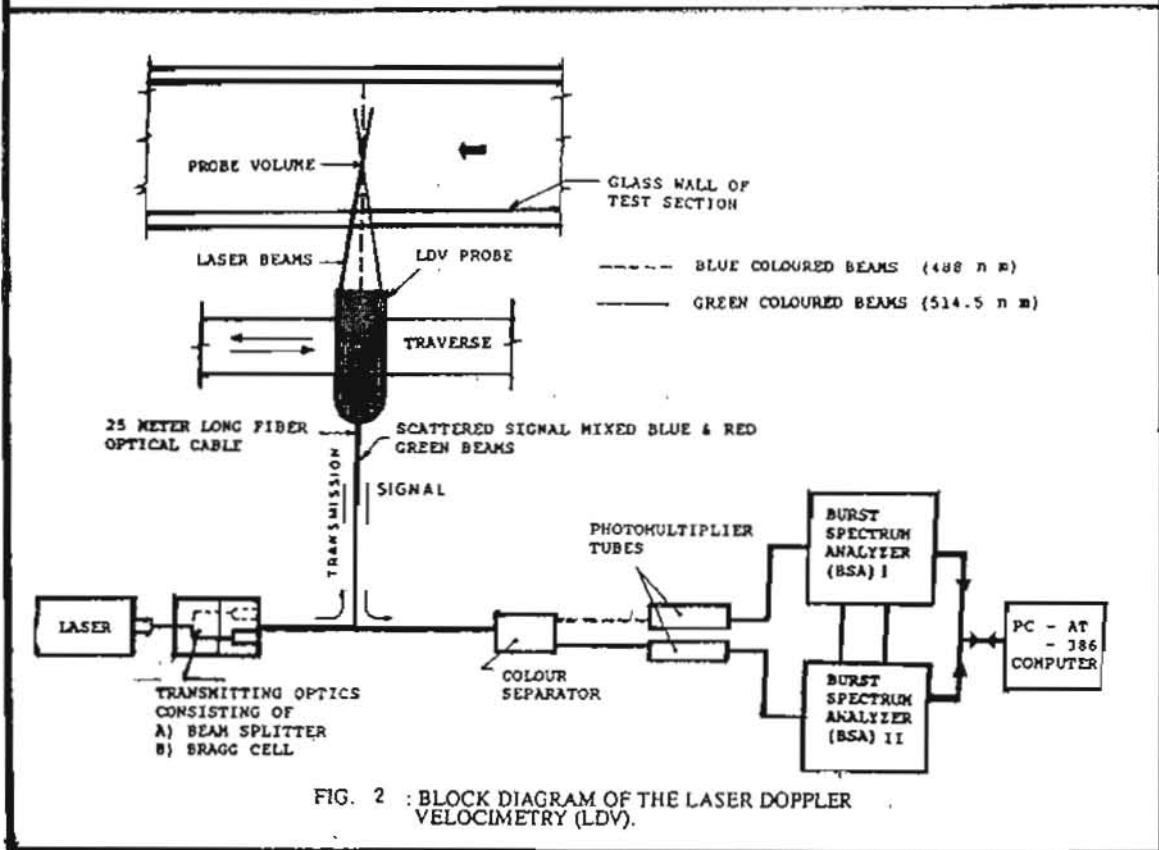 PROBE VOLUME
GLASS WALL OF
TEST SECTION
LASER BEAMS
LDV PROBE
BLUE COLOURED BEAMS (488 n m)
GREEN COLOURED BEAMS (514.5 n m)
TRAVERSE
25 METER LONG FIBER
OPTICAL CABLE
SCATTERED SIGNAL MIXED BLUE & RED
GREEN BEAMS
TRANSMISSION
SIGNAL
PHOTOMULTIPLIER
TUBES
BURST
SPECTRUM
ANALYZER
(BSA) I
LASER
PC - AT
- 386
COMPUTER
COLOUR
SEPARATOR
TRANSMITTING OPTICS
CONSISTING OF
A) BEAM SPLITTER
B) BRAGG CELL
BURST
SPECTRUM
ANALYZER
(BSA) II
FIG. 2 : BLOCK DIAGRAM OF THE LASER DOPPLER
VELOCIMETRY (LDV).